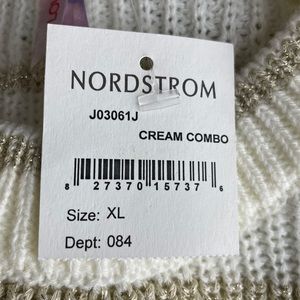 NORDSTROM
J03061J
CREAM COMBO
8 27370 15737 6
Size: XL
Dept: 084